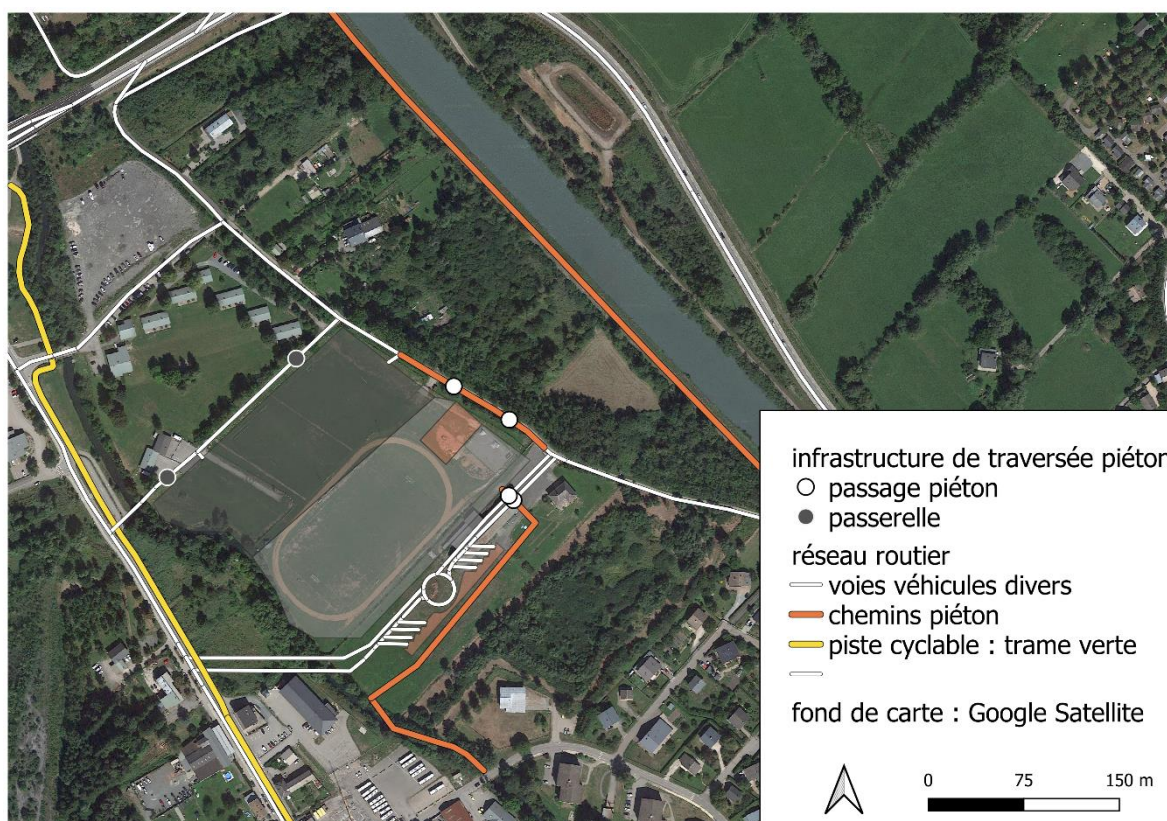 infrastructure de traversée piéton
passage piéton
passerelle
réseau routier
voies véhicules divers
chemins piéton
piste cyclable : trame verte
fond de carte : Google Satellite
0 75 150 m